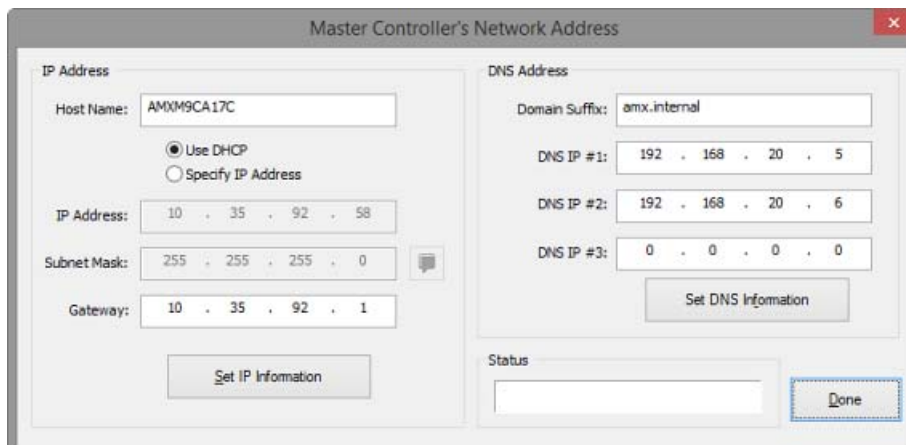 Master Controller's Network Address
IP Address
Host Name: AMXM9CA17C
Use DHCP
Specify IP Address
IP Address: 10 . 35 . 92 . 58
Subnet Mask: 255 . 255 . 255 . 0
Gateway: 10 . 35 . 92 . 1
Set IP Information
DNS Address
Domain Suffix: amx.internal
DNS IP #1: 192 . 168 . 20 . 5
DNS IP #2: 192 . 168 . 20 . 6
DNS IP #3: 0 . 0 . 0 . 0
Set DNS Information
Status
Done